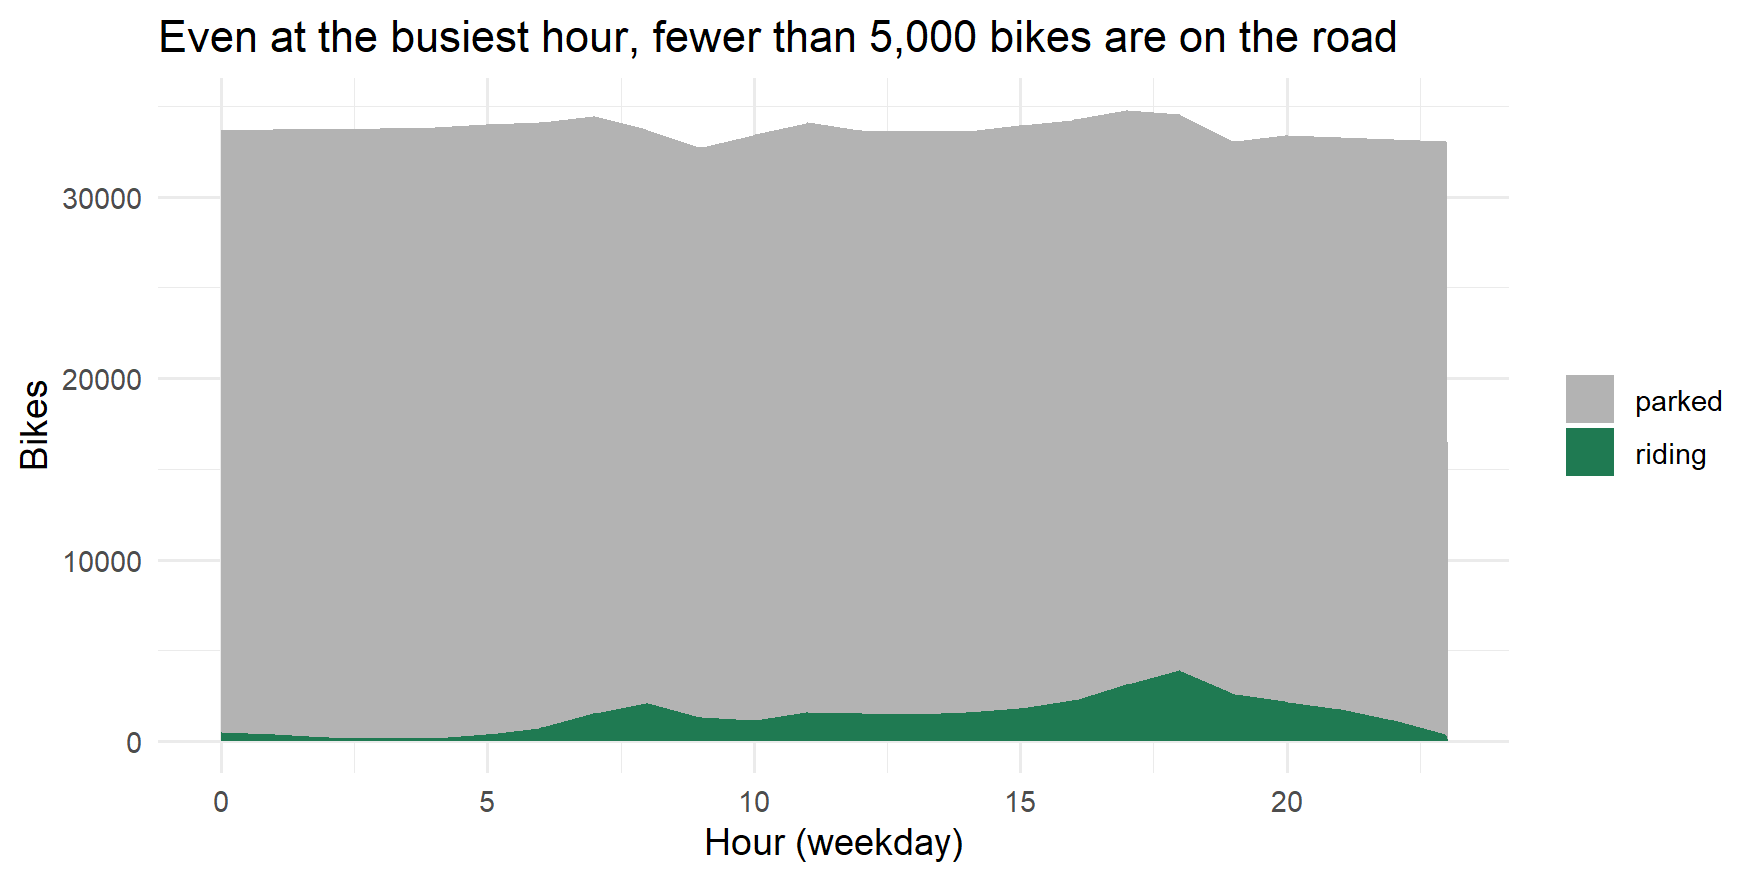 Even at the busiest hour, fewer than 5,000 bikes are on the road
Bikes
30000
20000
10000
0
0 5 10 15 20
Hour (weekday)
parked
riding